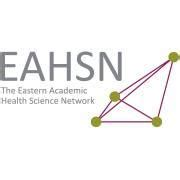 EAHSN
The Eastern Academic
Health Science Network